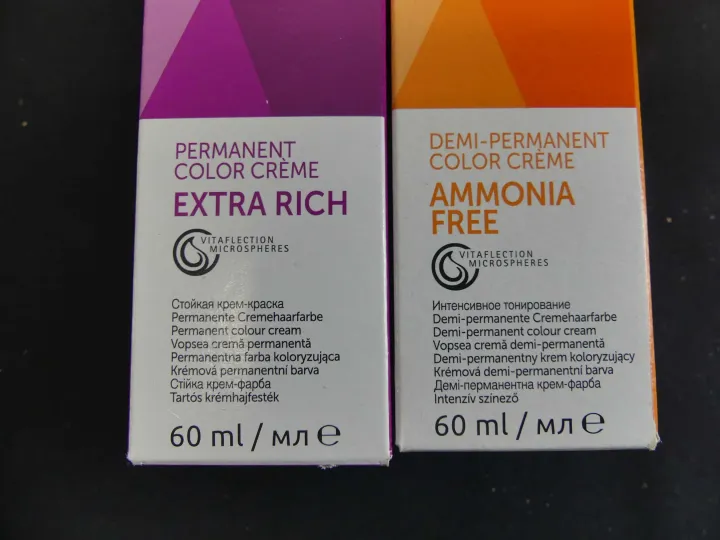 PERMANENT
COLOR CRÈME
EXTRA RICH
VITAFLECTION
MICROSPHERES
Стойкая крем-краска
Permanente Cremehaarfarbe
Permanent colour cream
Vopsea cremă permanentă
Permanentna farba koloryzująca
Krémová permanentní barva
Стійка крем-фарба
Tartós krémhajfesték
60 ml / мл ℮
DEMI-PERMANENT
COLOR CRÈME
AMMONIA
FREE
VITAFLECTION
MICROSPHERES
Интенсивное тонирование
Demi-permanente Cremehaarfarbe
Demi-permanent colour cream
Vopsea cremă demi-permanentă
Demi-permanentny krem koloryzujący
Krémová demi-permanentní barva
Демі-перманентна крем-фарба
Intenzív színező
60 ml / мл ℮